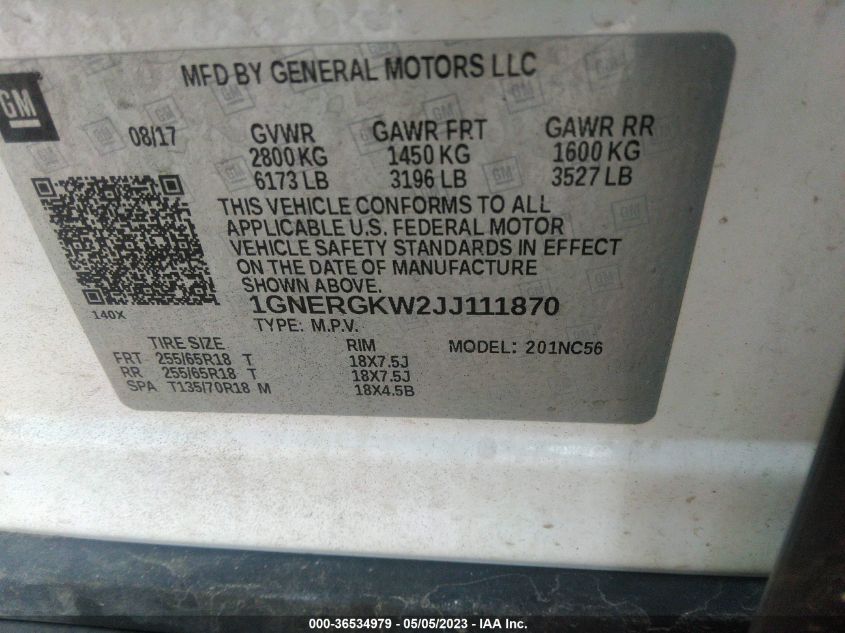 GM
MFD BY GENERAL MOTORS LLC
08/17 GVWR GAWR FRT GAWR RR
2800 KG 1450 KG 1600 KG
6173 LB 3196 LB 3527 LB
THIS VEHICLE CONFORMS TO ALL
APPLICABLE U.S. FEDERAL MOTOR
VEHICLE SAFETY STANDARDS IN EFFECT
ON THE DATE OF MANUFACTURE
SHOWN ABOVE.
140X 1GNERGKW2JJ111870
TYPE: M.P.V.
TIRE SIZE RIM MODEL: 201NC56
FRT 255/65R18 T 18X7.5J
RR 255/65R18 T 18X7.5J
SPA T135/70R18 M 18X4.5B
000-36534979 - 05/05/2023 - IAA Inc.